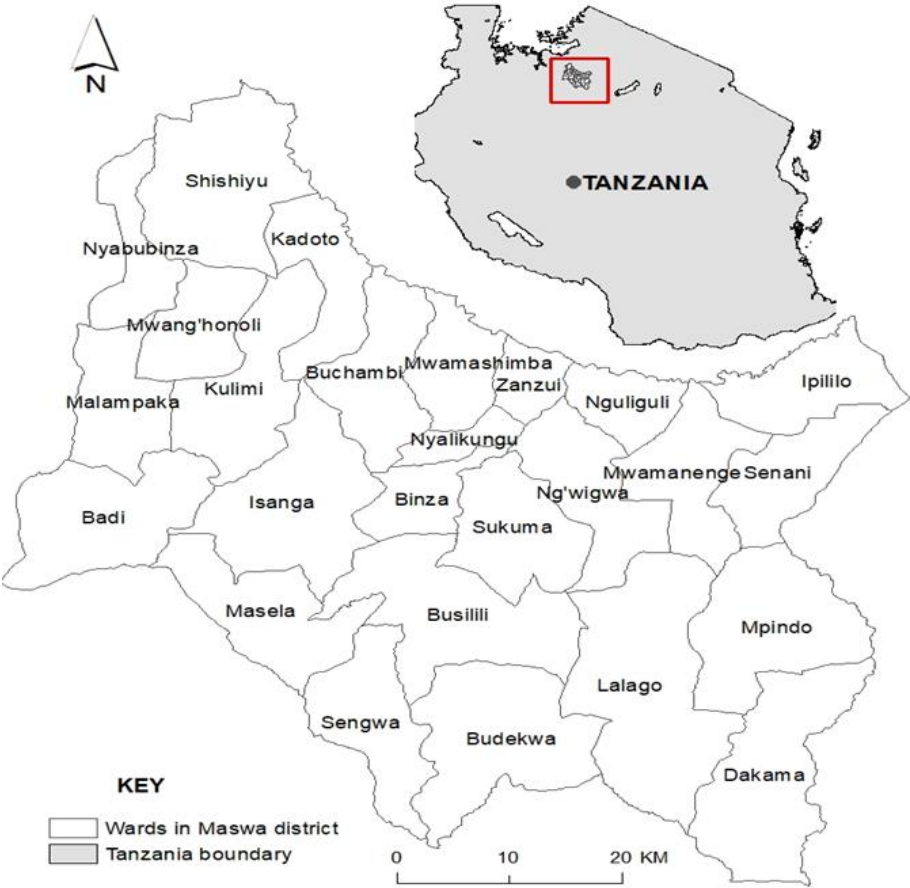 N
TANZANIA
Shishiyu
Kadoto
Nyabubinza
Mwang'honoli
Mwamashimba
Buchambi
Zanzui
Ipililo
Kulimi
Malampaka
Nguliguli
Nyalikungu
Mwamanenge
Senani
Ng'wigwa
Binza
Isanga
Badi
Sukuma
Masela
Busilili
Mpindo
Lalago
Sengwa
Budekwa
Dakama
KEY
Wards in Maswa district
Tanzania boundary
0 10 20 KM